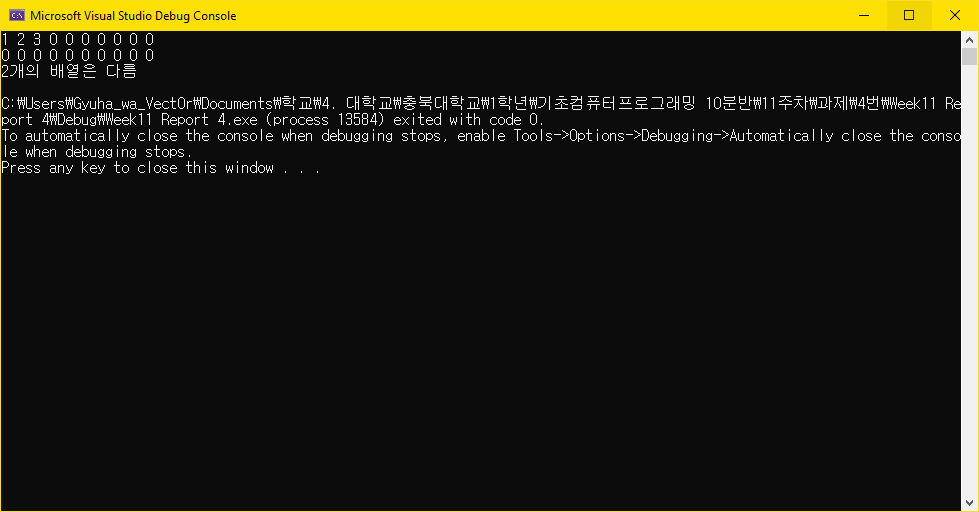 Microsoft Visual Studio Debug Console
1 2 3 0 0 0 0 0 0 0
0 0 0 0 0 0 0 0 0 0
2개의 배열은 다름
C:₩Users₩Gyuha_wa_VectOr₩Documents₩학교₩4. 대학교₩충북대학교₩1학년₩기초컴퓨터프로그래밍 10분반₩11주차₩과제₩4번₩Week11 Re
port 4₩Debug₩Week11 Report 4.exe (process 13584) exited with code 0.
To automatically close the console when debugging stops, enable Tools->Options->Debugging->Automatically close the conso
le when debugging stops.
Press any key to close this window . . .